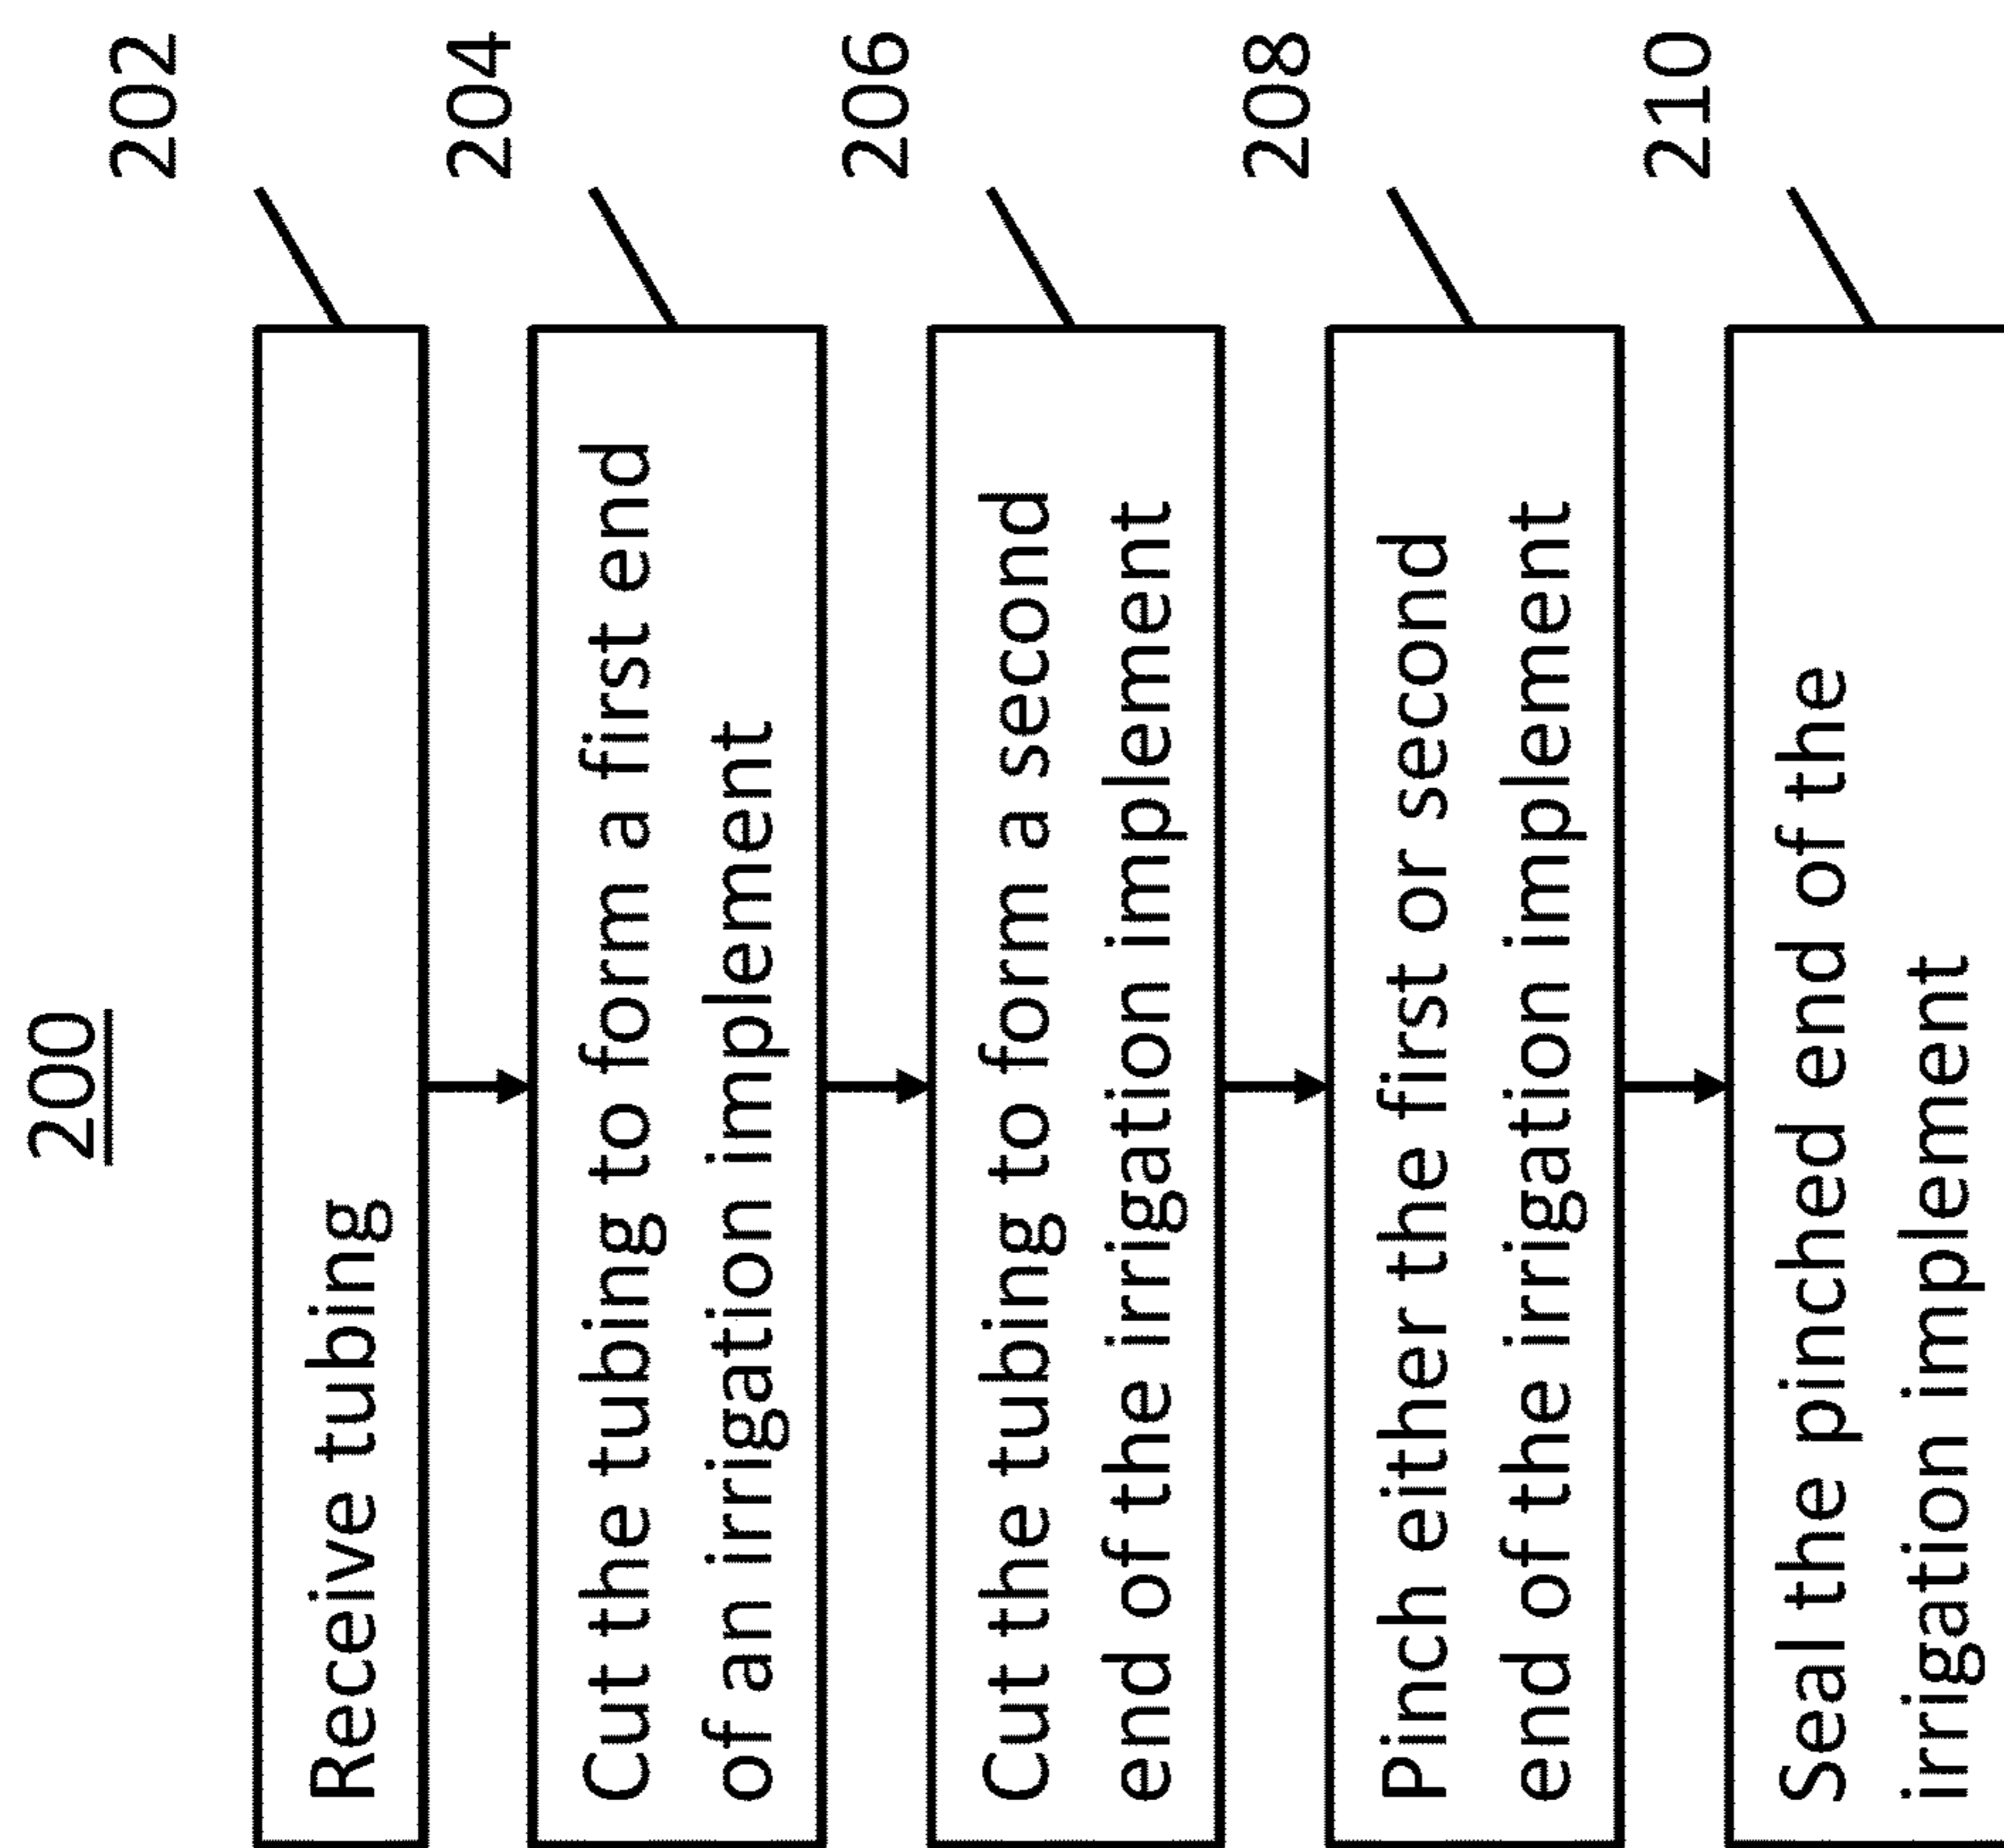 200
Receive tubing
202
Cut the tubing to form a first end
of an irrigation implement
204
Cut the tubing to form a second
end of the irrigation implement
206
Pinch either the first or second
end of the irrigation implement
208
Seal the pinched end of the
irrigation implement
210